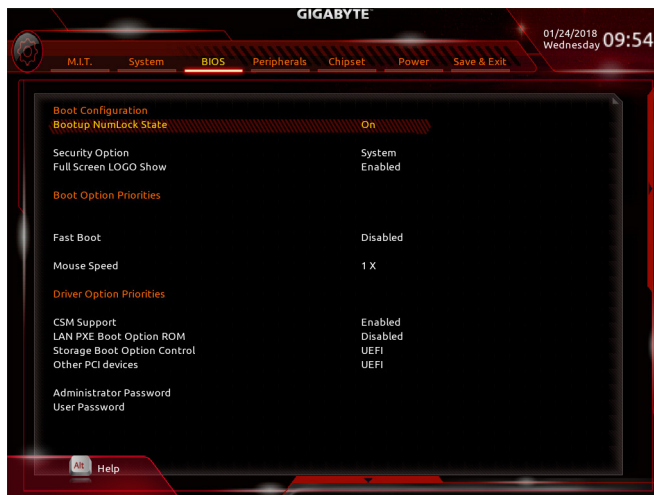 GIGABYTE™
01/24/2018
Wednesday 09:54
M.I.T. System BIOS Peripherals Chipset Power Save & Exit
Boot Configuration
Bootup NumLock State On
Security Option System
Full Screen LOGO Show Enabled
Boot Option Priorities
Fast Boot Disabled
Mouse Speed 1 X
Driver Option Priorities
CSM Support Enabled
LAN PXE Boot Option ROM Disabled
Storage Boot Option Control UEFI
Other PCI devices UEFI
Administrator Password
User Password
Alt Help